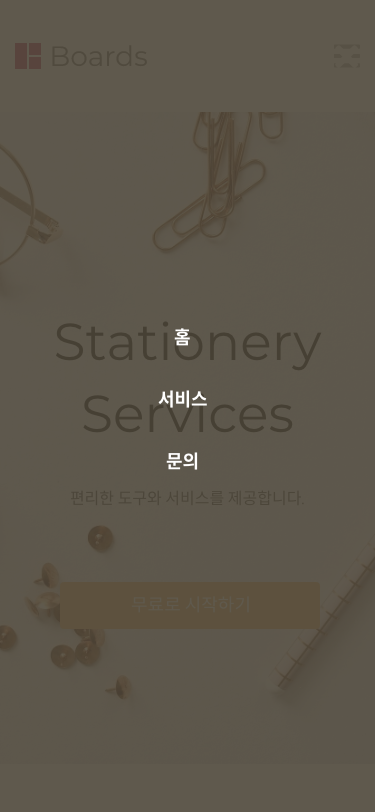 Boards
Stationery
홈
서비스
Services
문의
편리한 도구와 서비스를 제공합니다.
무료로 시작하기